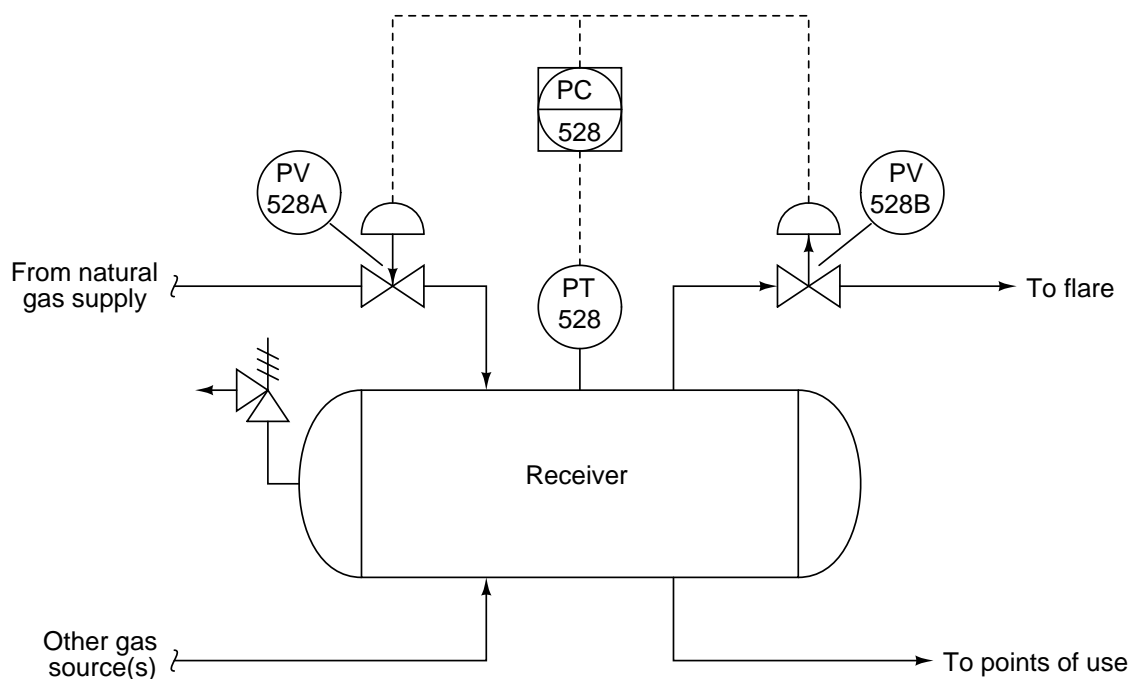 PC
528
PV
528A
PV
528B
From natural
gas supply
PT
528
To flare
Receiver
Other gas
source(s)
To points of use